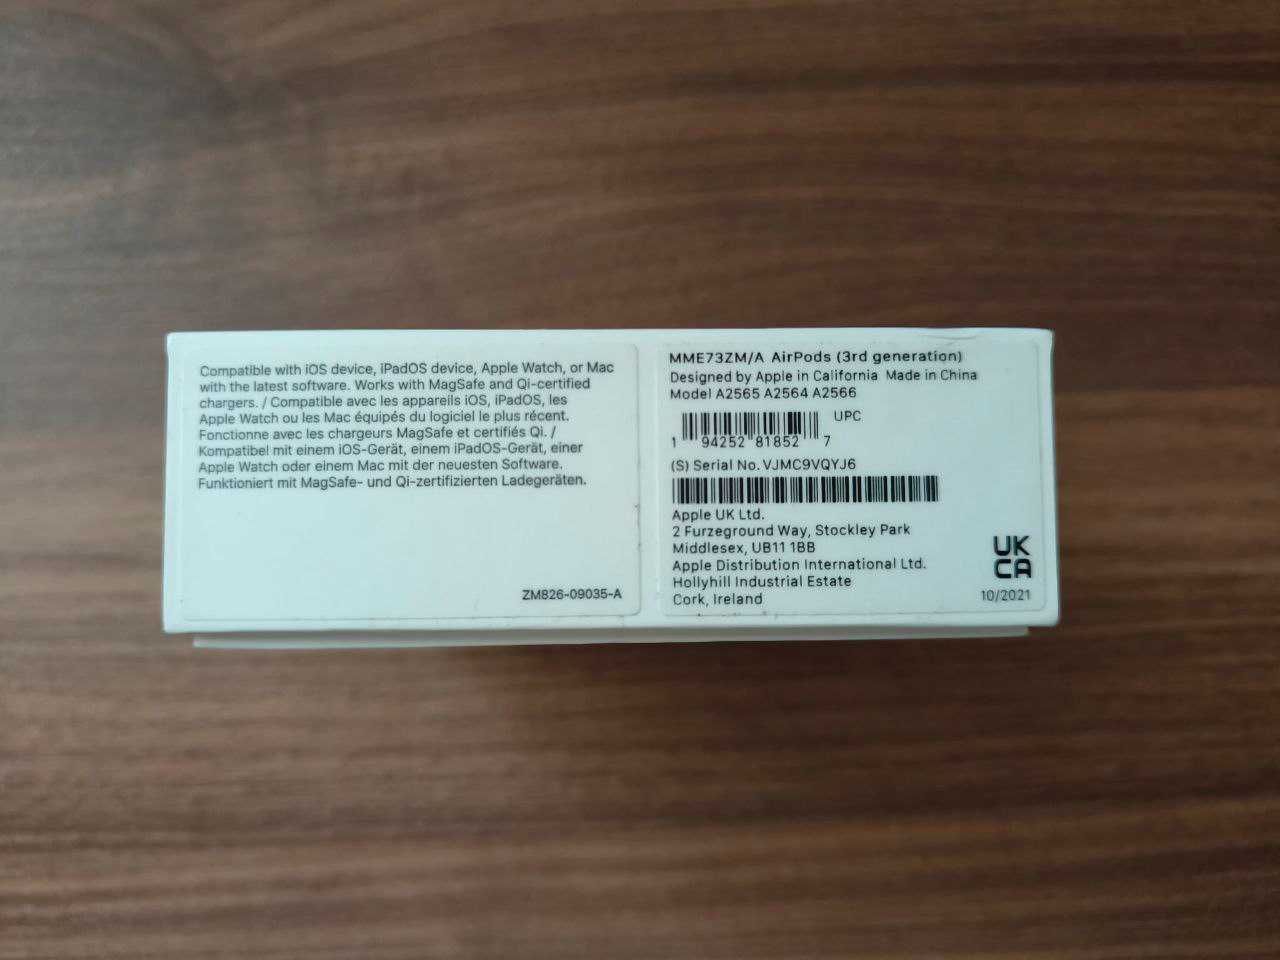 Compatible with iOS device, iPadOS device, Apple Watch, or Mac
with the latest software. Works with MagSafe and Qi-certified
chargers. / Compatible avec les appareils iOS, iPadOS, les
Apple Watch ou les Mac équipés du logiciel le plus récent.
Fonctionne avec les chargeurs MagSafe et certifiés Qi. /
Kompatibel mit einem iOS-Gerät, einem iPadOS-Gerät, einer
Apple Watch oder einem Mac mit der neuesten Software.
Funktioniert mit MagSafe- und Qi-zertifizierten Ladegeräten.
ZM826-09035-A
MME73ZM/A AirPods (3rd generation)
Designed by Apple in California Made in China
Model A2565 A2564 A2566
UPC
1 94252 81852 7
(S) Serial No. VJMC9VQYJ6
Apple UK Ltd.
2 Furzeground Way, Stockley Park
Middlesex, UB11 1BB
Apple Distribution International Ltd.
Hollyhill Industrial Estate
Cork, Ireland
UK
CA
10/2021